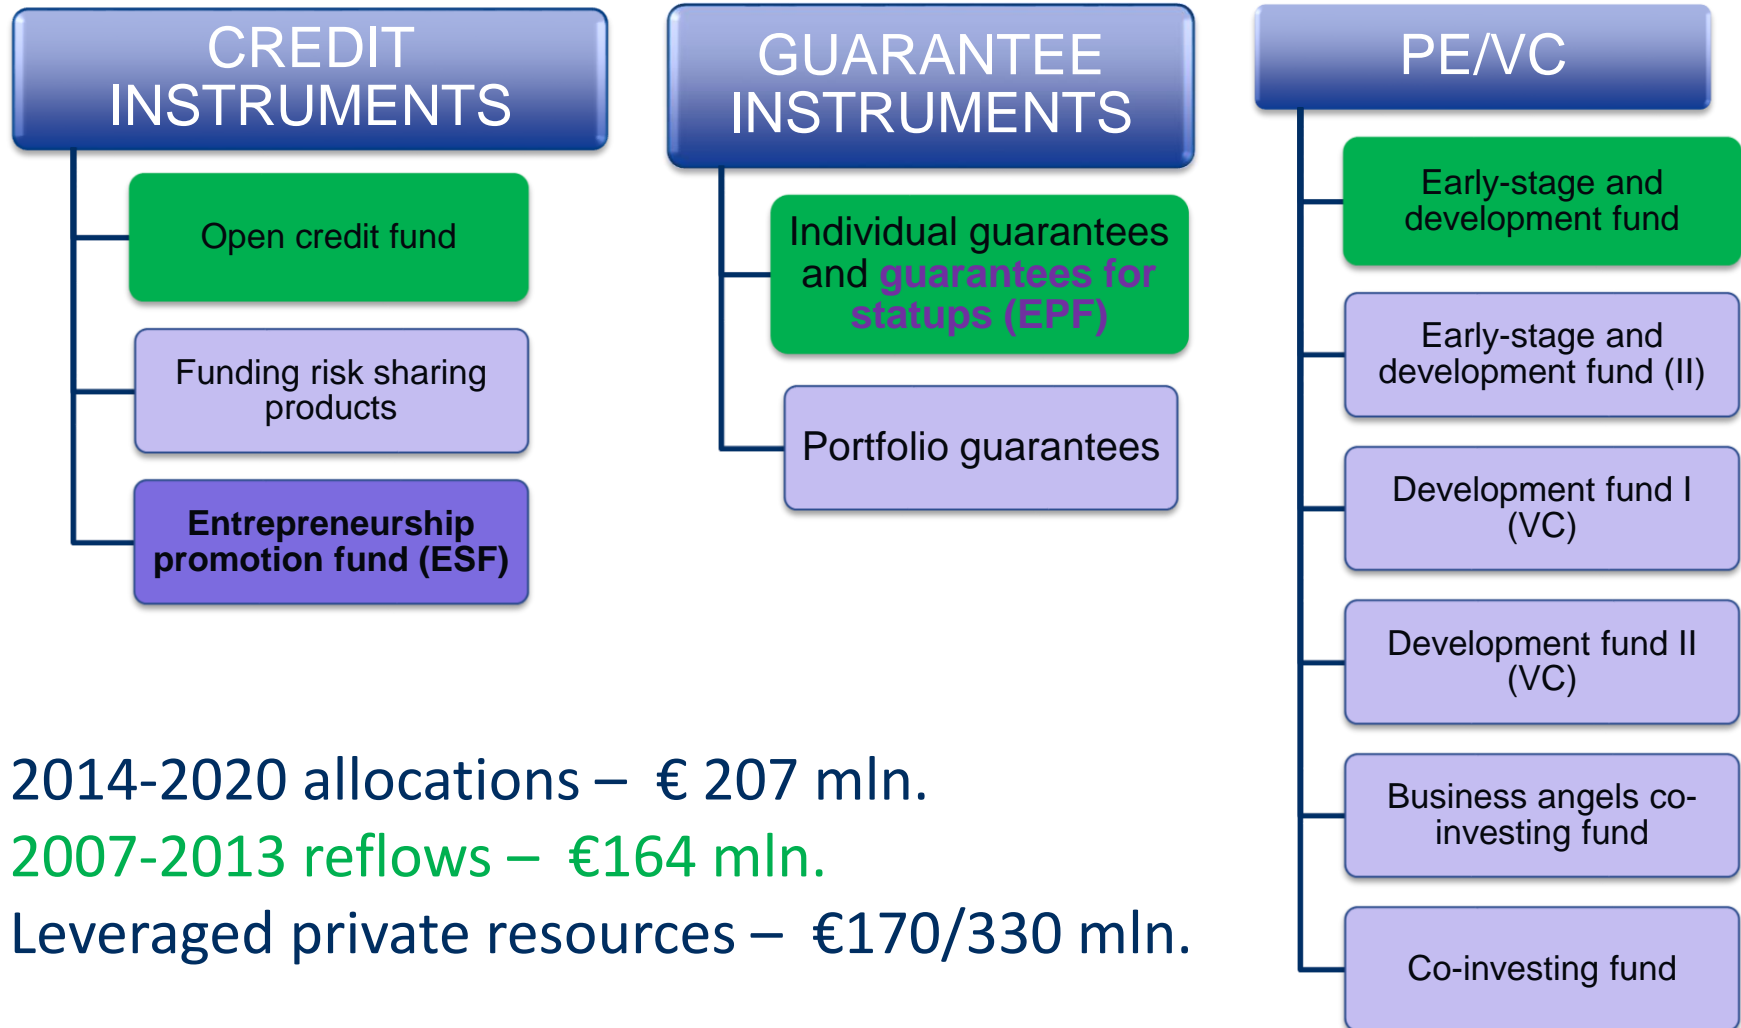 CREDIT
INSTRUMENTS
Open credit fund
Funding risk sharing
products
Entrepreneurship
promotion fund (ESF)
GUARANTEE
INSTRUMENTS
Individual guarantees
and guarantees for
statups (EPF)
Portfolio guarantees
PE/VC
Early-stage and
development fund
Early-stage and
development fund (II)
Development fund I
(VC)
Development fund II
(VC)
Business angels co-
investing fund
Co-investing fund
2014-2020 allocations – € 207 mln.
2007-2013 reflows – €164 mln.
Leveraged private resources – €170/330 mln.